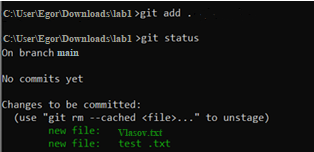 C:\User\Egor\Downloads\lab1>git add .
C:\User\Egor\Downloads\lab1>git status
On branch main
No commits yet
Changes to be committed:
(use "git rm --cached <file>..." to unstage)
new file: Vlasov.txt
new file: test .txt